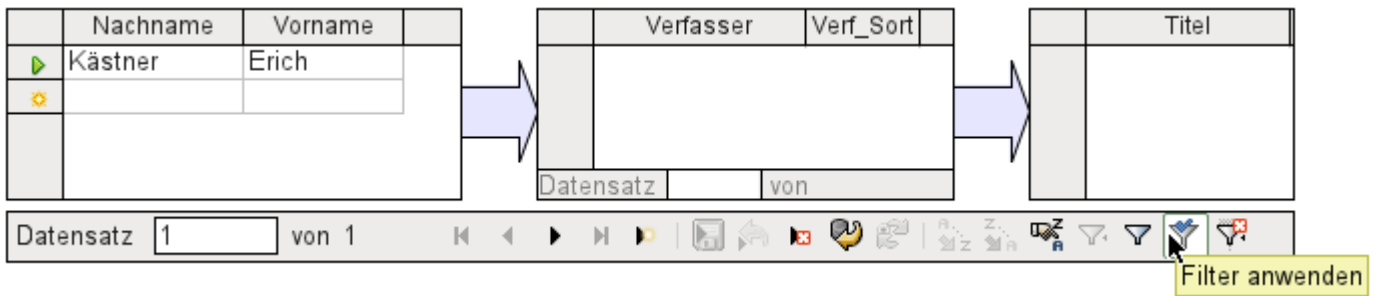 Nachname Vorname
Kästner Erich
Verfasser Verf_Sort
Datensatz von
Titel
Datensatz 1 von 1
Filter anwenden